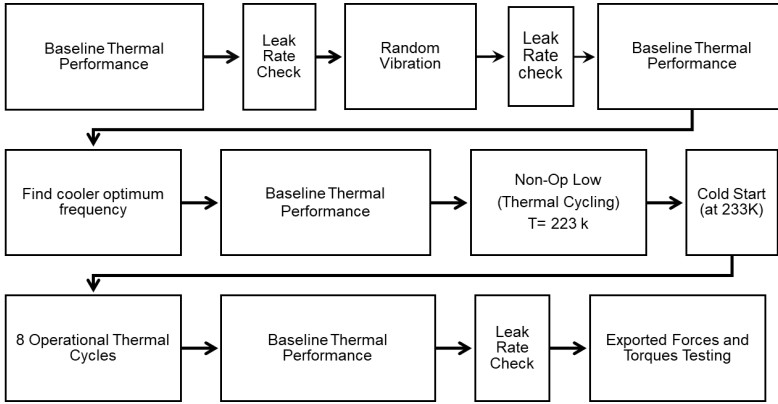 Baseline Thermal
Performance
Leak
Rate
Check
Random
Vibration
Leak
Rate
check
Baseline Thermal
Performance
Find cooler optimum
frequency
Baseline Thermal
Performance
Non-Op Low
(Thermal Cycling)
T= 223 k
Cold Start
(at 233K)
8 Operational Thermal
Cycles
Baseline Thermal
Performance
Leak
Rate
Check
Exported Forces and
Torques Testing